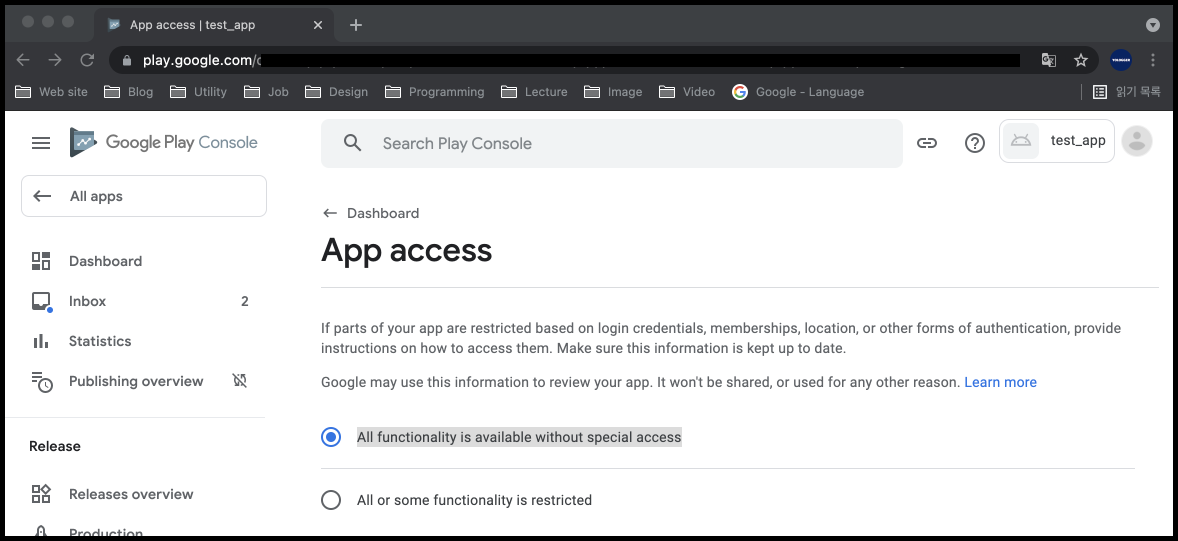 App access | test_app
play.google.com/
Web site Blog Utility Job Design Programming Lecture Image Video Google - Language 읽기 목록
Google Play Console
Search Play Console
test_app
All apps
Dashboard
Inbox 2
Statistics
Publishing overview
Release
Releases overview
Production
Dashboard
App access
If parts of your app are restricted based on login credentials, memberships, location, or other forms of authentication, provide
instructions on how to access them. Make sure this information is kept up to date.
Google may use this information to review your app. It won't be shared, or used for any other reason. Learn more
All functionality is available without special access
All or some functionality is restricted